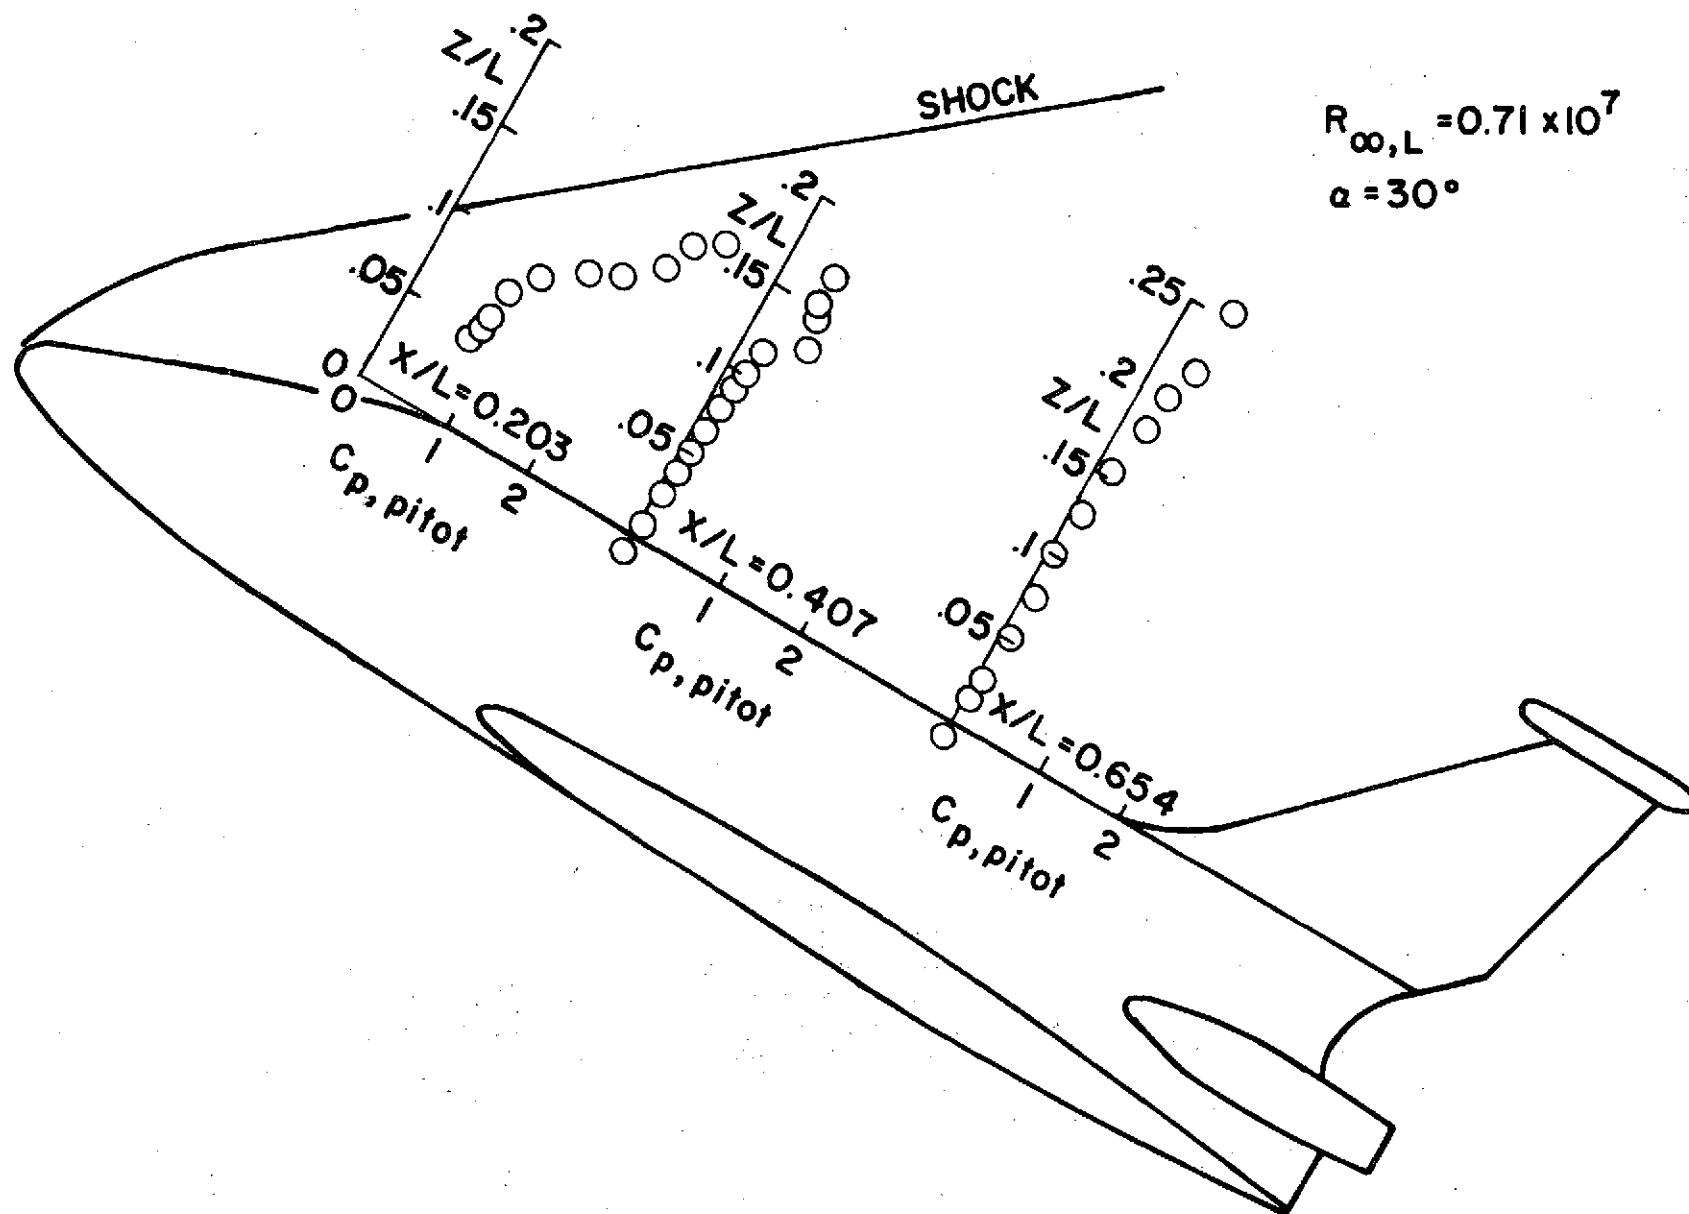 .2
Z/L
.15
.1
.05
0
0
1
2
X/L=0.203
Cp,pitot
SHOCK
R∞,L =0.71 x10⁷
α =30°
.2
Z/L
.15
.1
.05
X/L=0.407
1
2
Cp,pitot
.25
.2
Z/L
.15
.1
.05
X/L=0.654
1
2
Cp,pitot